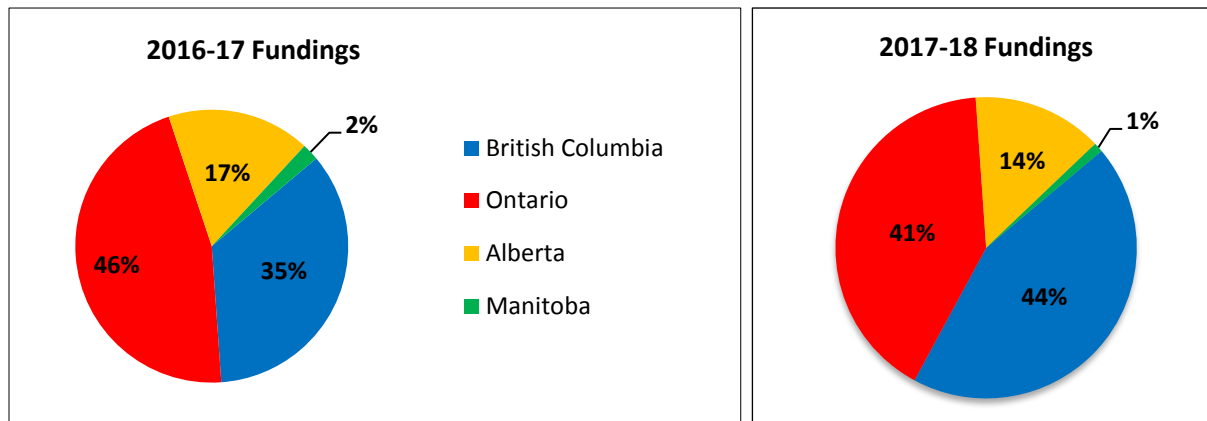 2016-17 Fundings
2%
17%
46%
35%
British Columbia
Ontario
Alberta
Manitoba
2017-18 Fundings
1%
14%
41%
44%